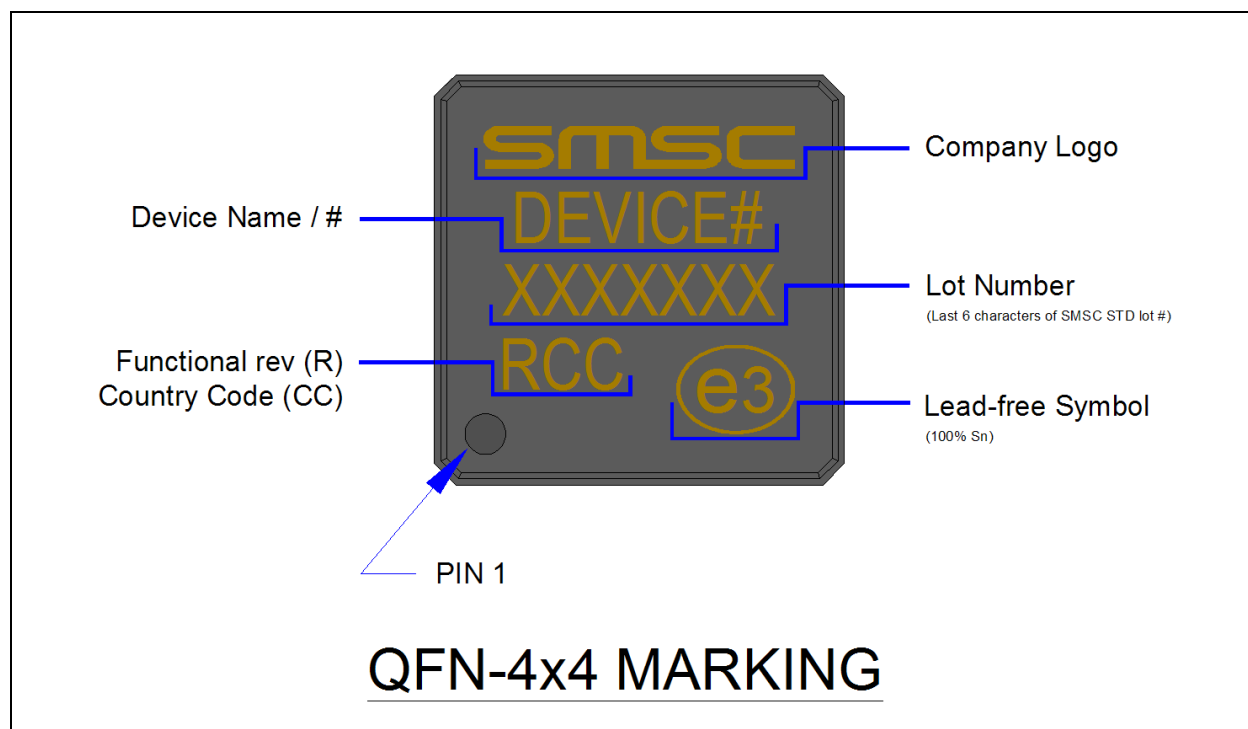 smsc
Company Logo
Device Name / #
DEVICE#
XXXXXXX
Lot Number
(Last 6 characters of SMSC STD lot #)
Functional rev (R)
Country Code (CC)
RCC
e3
Lead-free Symbol
(100% Sn)
PIN 1
QFN-4x4 MARKING